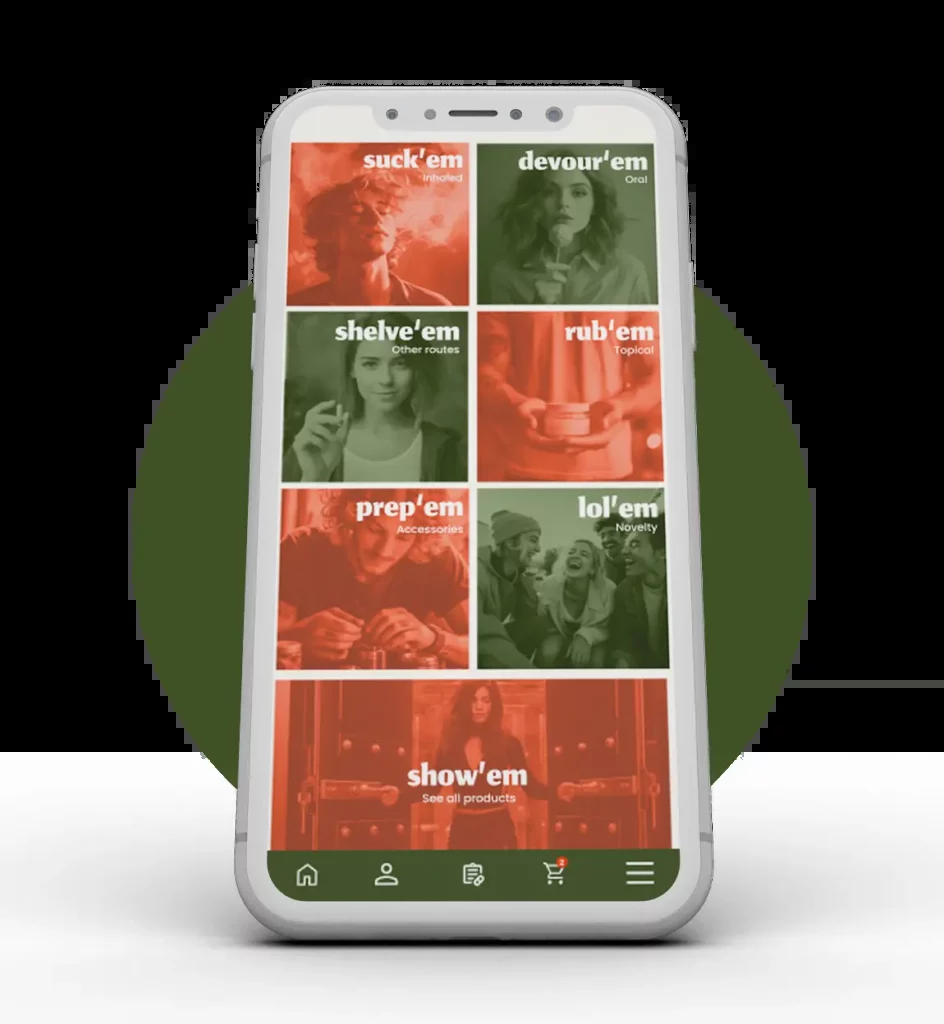 suck'em
Inhaled
devour'em
Oral
shelve'em
Other routes
rub'em
Topical
prep'em
Accessories
lol'em
Novelty
show'em
See all products
2